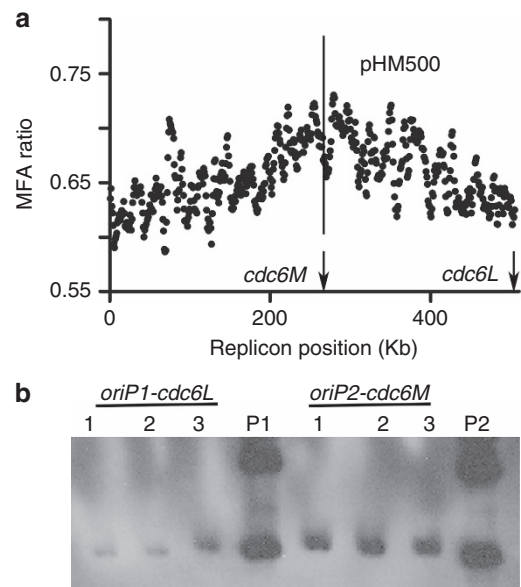 a
pHM500
0.75
0.65
0.55
MFA ratio
cdc6M
cdc6L
0
200
400
Replicon position (Kb)
b
oriP1-cdc6L
oriP2-cdc6M
1 2 3 P1 1 2 3 P2